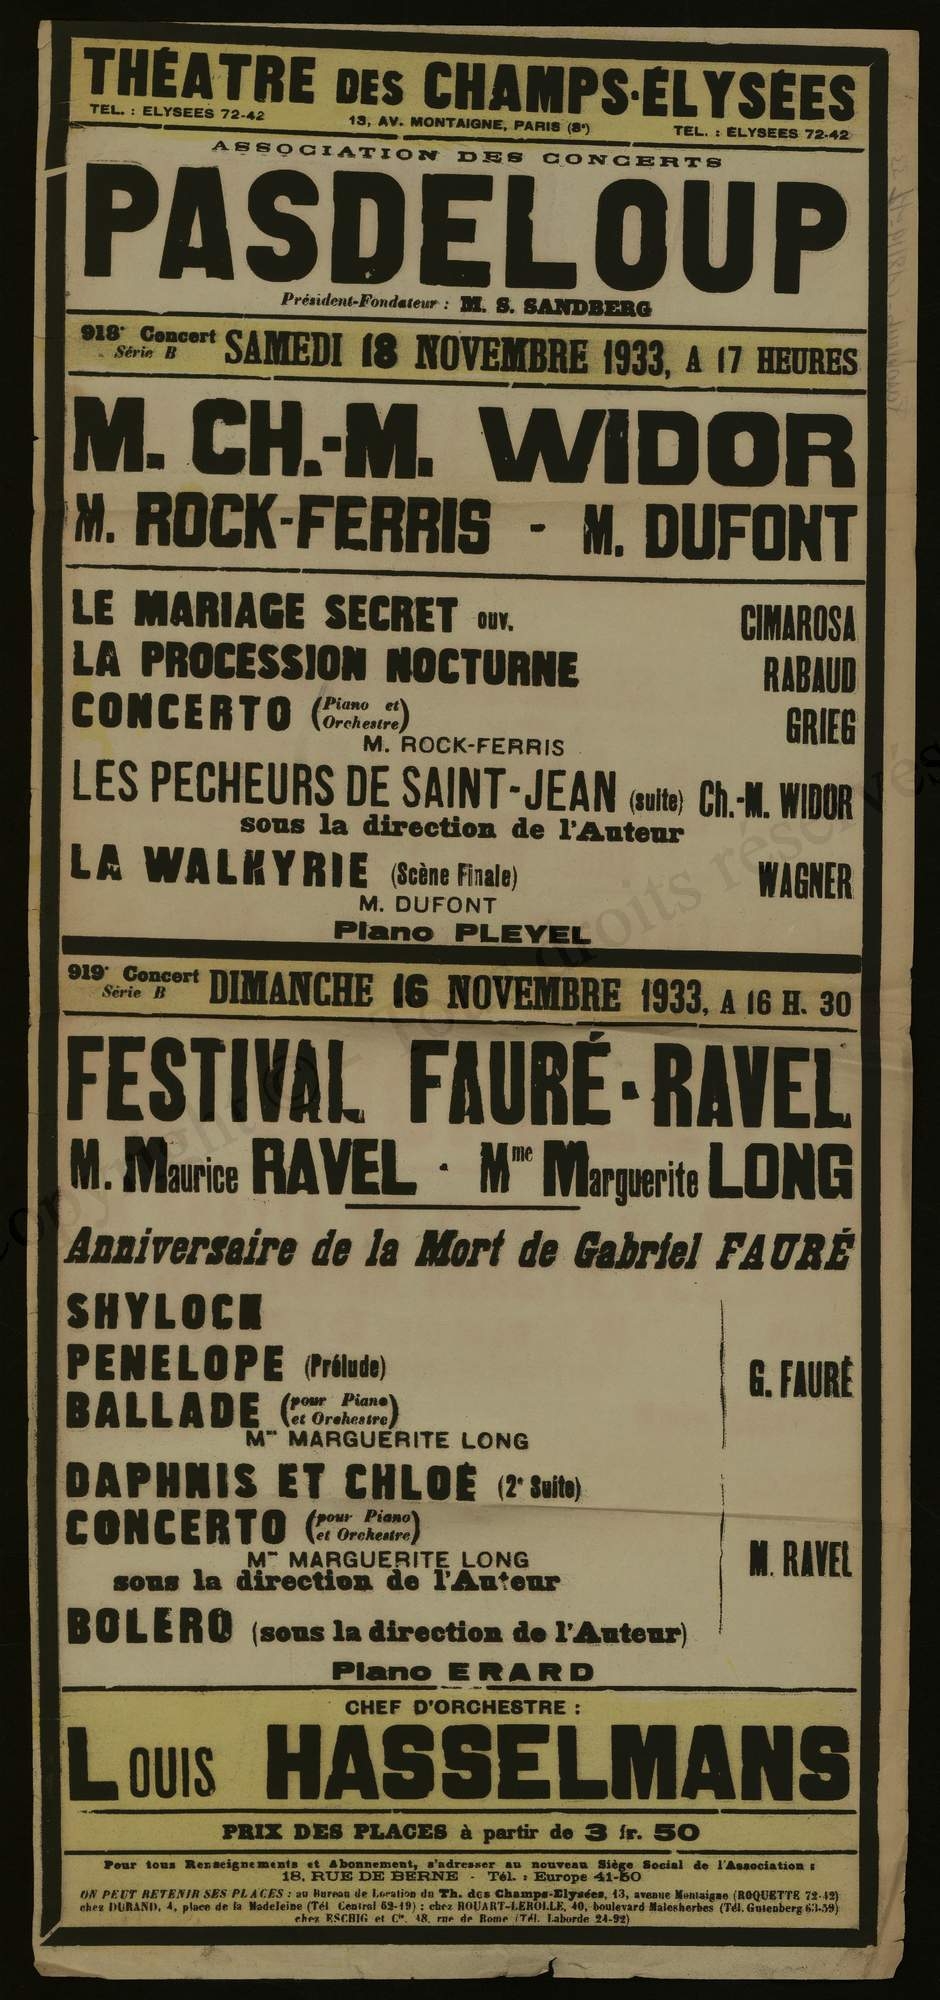 THÉATRE DES CHAMPS-ÉLYSÉES
TEL. : ELYSEES 72-42 13, AV. MONTAIGNE, PARIS (8e) TEL. : ELYSEES 72-42
ASSOCIATION DES CONCERTS
PASDELOUP
Président-Fondateur : M. S. SANDBERG
918e Concert
Série B
SAMEDI 18 NOVEMBRE 1933, A 17 HEURES
M. CH.-M. WIDOR
M. ROCK-FERRIS - M. DUFONT
LE MARIAGE SECRET ouv. CIMAROSA
LA PROCESSION NOCTURNE RABAUD
CONCERTO (Piano et Orchestre) GRIEG
M. ROCK-FERRIS
LES PECHEURS DE SAINT-JEAN (suite) Ch.-M. WIDOR
sous la direction de l'Auteur
LA WALKYRIE (Scène Finale) WAGNER
M. DUFONT
Piano PLEYEL
919e Concert
Série B
DIMANCHE 16 NOVEMBRE 1933, A 16 H. 30
FESTIVAL FAURÉ-RAVEL
M. Maurice RAVEL - Mme Marguerite LONG
Anniversaire de la Mort de Gabriel FAURÉ
SHYLOCK
PENELOPE (Prélude)
G. FAURÉ
BALLADE (pour Piano et Orchestre)
Mme MARGUERITE LONG
DAPHNIS ET CHLOÉ (2e Suite)
CONCERTO (pour Piano et Orchestre)
Mme MARGUERITE LONG
M. RAVEL
sous la direction de l'Auteur
BOLERO (sous la direction de l'Auteur)
Piano ERARD
CHEF D'ORCHESTRE :
LOUIS HASSELMANS
PRIX DES PLACES à partir de 3 fr. 50
Pour tous Renseignements et Abonnement, s'adresser au nouveau Siège Social de l'Association :
18, RUE DE BERNE - Tél. : Europe 41-50
ON PEUT RETENIR SES PLACES : au Bureau de Location du Th. des Champs-Elysées, 13, avenue Montaigne (ROQUETTE 72-42)
chez DURAND, 4, place de la Madeleine (Tél Central 62-19) ; chez ROUART-LEROLLE, 40, boulevard Malesherbes (Tél. Gutenberg 63-59)
chez ESCHIG et Cie, 48, rue de Rome (Tél. Laborde 24-92)
Copyright © - Tous droits réservés